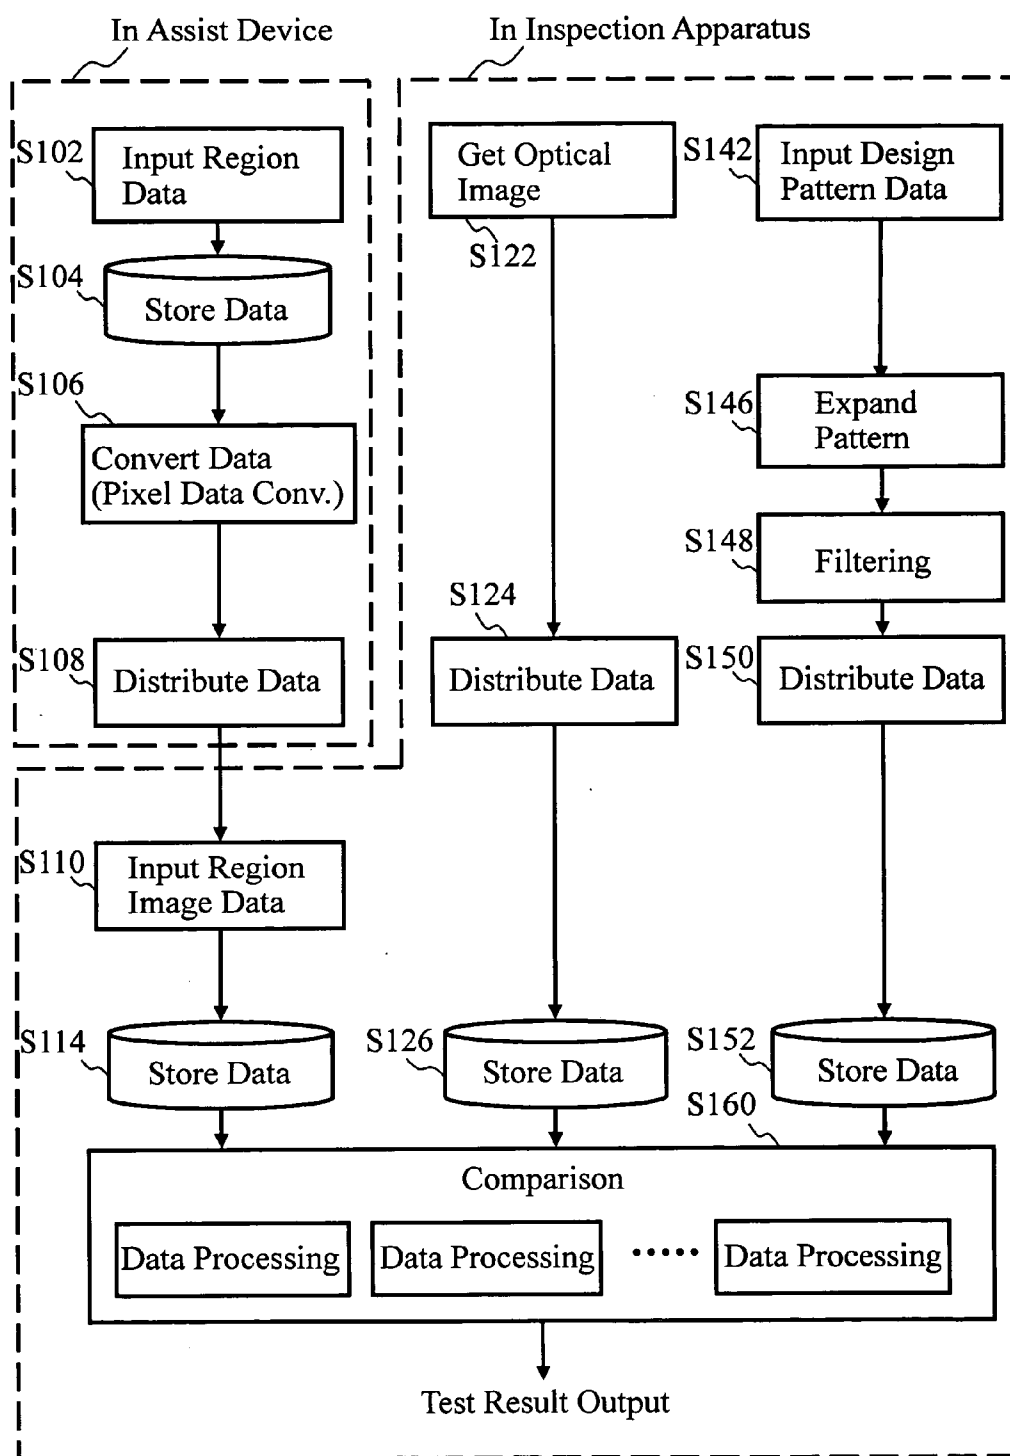 In Assist Device
In Inspection Apparatus
S102
Input Region
Data
Get Optical
Image
S122
S142
Input Design
Pattern Data
S104
Store Data
S106
Convert Data
(Pixel Data Conv.)
S146
Expand
Pattern
S148
Filtering
S108
Distribute Data
S124
Distribute Data
S150
Distribute Data
S110
Input Region
Image Data
S114
Store Data
S126
Store Data
S152
Store Data
S160
Comparison
Data Processing
Data Processing
.....
Data Processing
Test Result Output